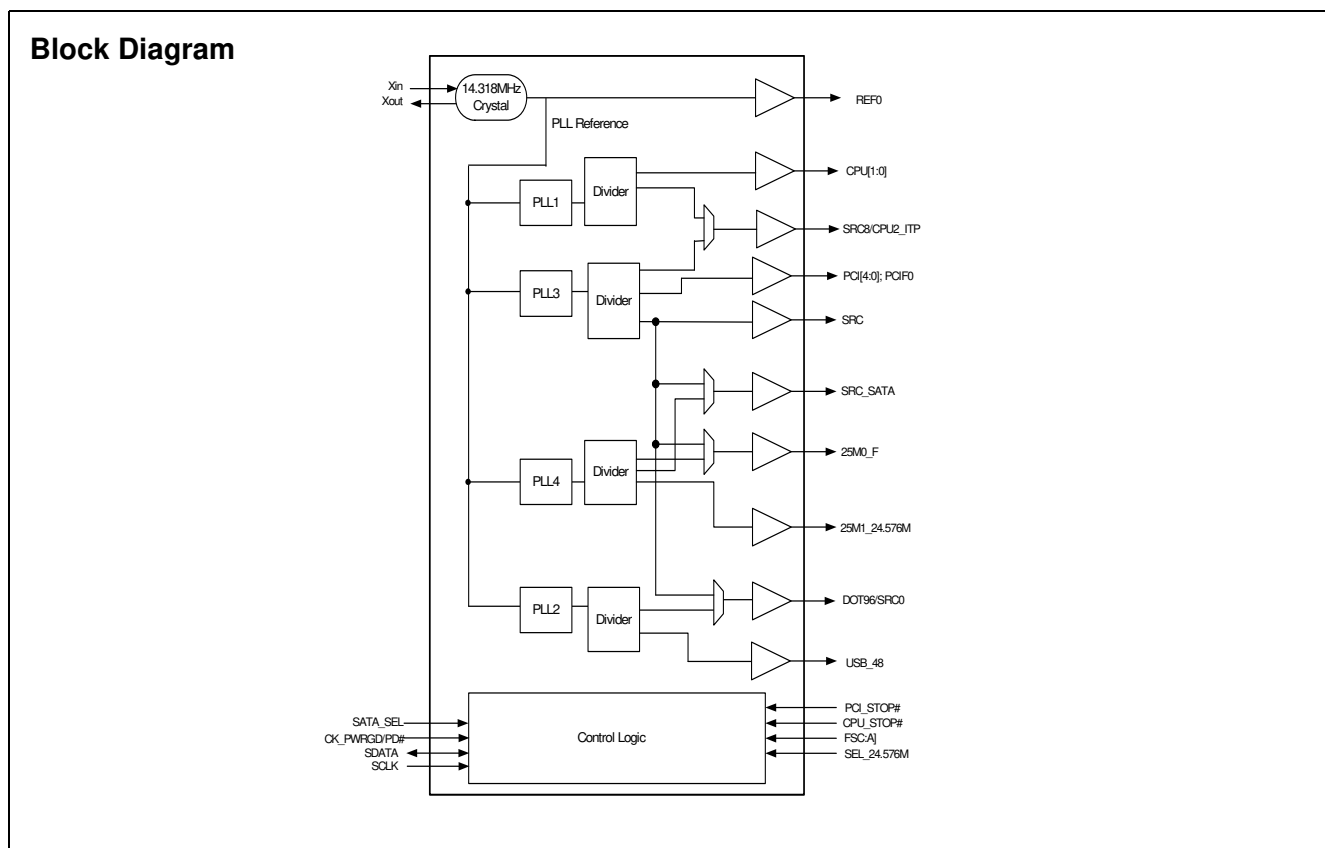 Block Diagram
Xin
Xout
14.318MHz
Crystal
REF0
PLL Reference
CPU[1:0]
PLL1
Divider
SRC8/CPU2_ITP
PCI[4:0]; PCIF0
PLL3
Divider
SRC
SRC_SATA
25M0_F
PLL4
Divider
25M1_24.576M
DOT96/SRC0
PLL2
Divider
USB_48
SATA_SEL
CK_PWRGD/PD#
SDATA
SCLK
Control Logic
PCI_STOP#
CPU_STOP#
FSC:A]
SEL_24.576M